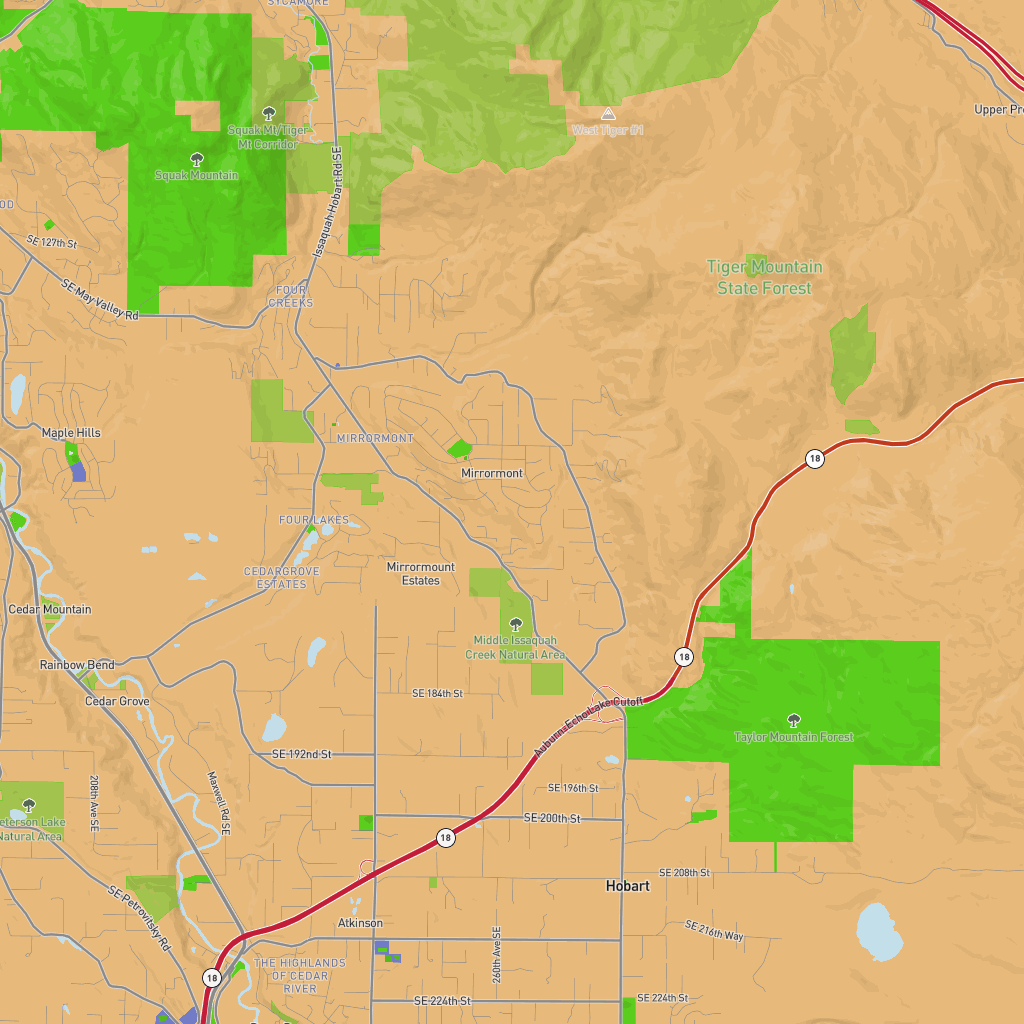 SYCAMORE
Upper Pr
West Tiger #1
Squak Mt/Tiger
Mt Corridor
Squak Mountain
Issaquah-Hobart Rd SE
OD
SE 127th St
Tiger Mountain
State Forest
SE May Valley Rd
FOUR
CREEKS
Maple Hills
MIRRORMONT
18
Mirrormont
FOUR LAKES
CEDARGROVE
ESTATES
Mirrormount
Estates
Cedar Mountain
Middle Issaquah
Creek Natural Area
Rainbow Bend
18
SE 184th St
Cedar Grove
Auburn-Echo Lake Cutoff
Taylor Mountain Forest
SE 192nd St
208th Ave SE
Maxwell Rd SE
SE 196th St
eterson Lake
Natural Area
SE 200th St
18
SE 208th St
Hobart
SE Petrovitsky Rd
Atkinson
SE 216th Way
260th Ave SE
THE HIGHLANDS
OF CEDAR
RIVER
18
SE 224th St
SE 224th St